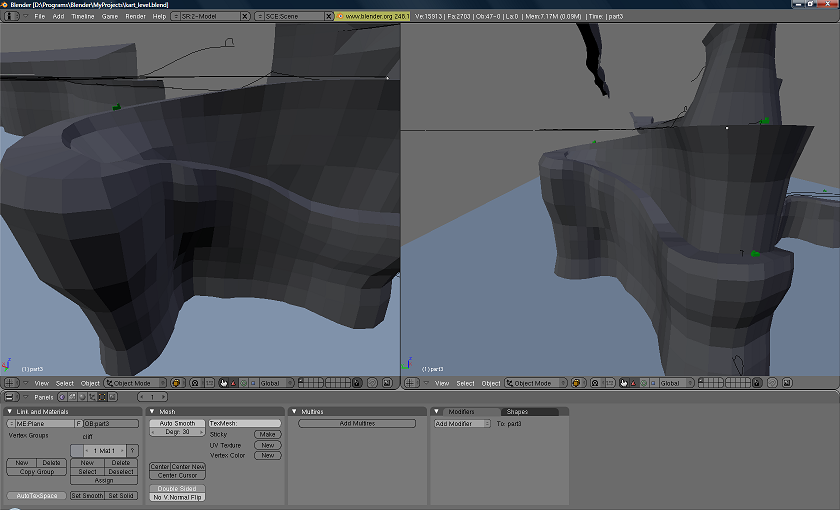 Blender [D:\Programs\Blender\MyProjects\kart_level.blend]
File Add Timeline Game Render Help SR:2-Model SCE:Scene www.blender.org 246.1 Ve:15913 | Fa:2703 | Ob:47-0 | La:0 | Mem:7.17M (0.09M) | Time: | part3
(1) part3
(1) part3
View Select Object Object Mode Global
View Select Object Object Mode Global
Panels 1
Link and Materials
ME:Plane F OB:part3
Vertex Groups
cliff
1 Mat 1 ?
New Delete New Delete
Copy Group Select Deselect
Assign
AutoTexSpace Set Smooth Set Solid
Mesh
Auto Smooth TexMesh:
Degr: 30
Sticky Make
UV Texture New
Vertex Color New
Center Center New
Center Cursor
Double Sided
No V.Normal Flip
Multires
Add Multires
Modifiers Shapes
Add Modifier To: part3